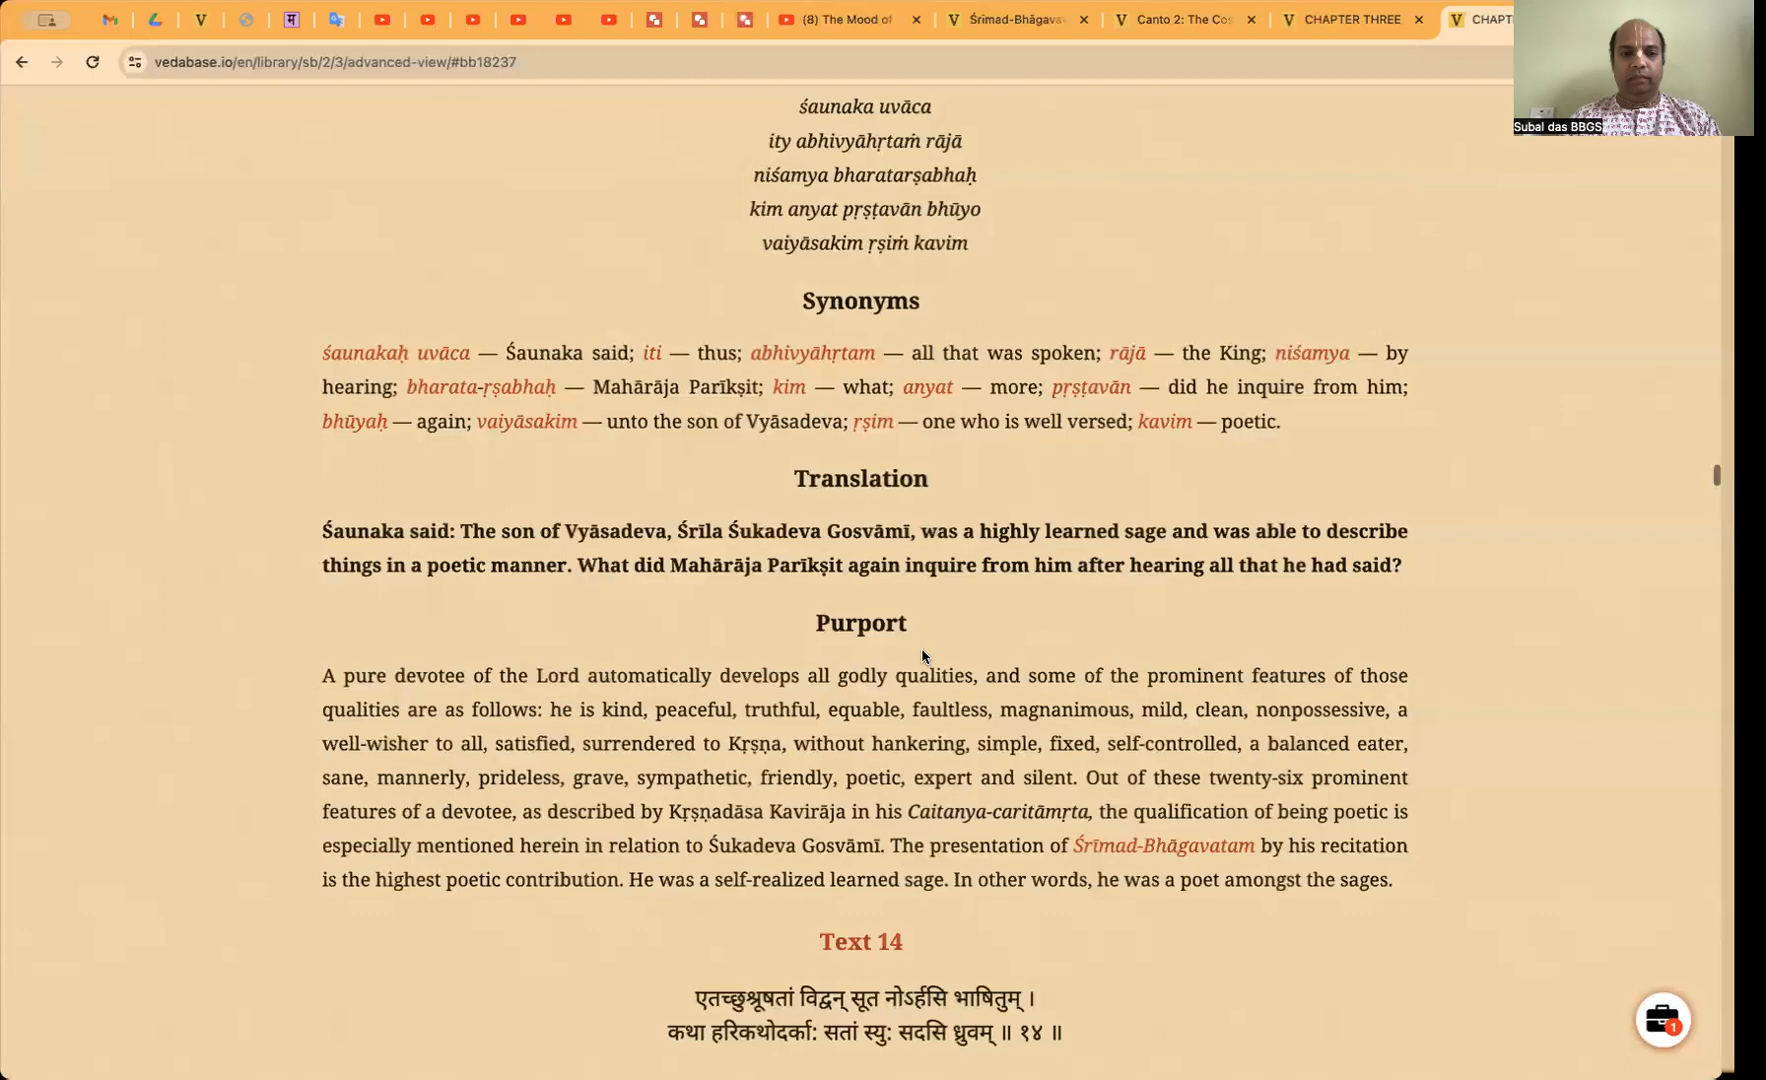 (8) The Mood of
Śrīmad-Bhāgava
Canto 2: The Cos
CHAPTER THREE
CHAPT
vedabase.io/en/library/sb/2/3/advanced-view/#bb18237
Subal das BBGS
śaunaka uvāca
ity abhivyāhṛtaṁ rājā
niśamya bharatarṣabhaḥ
kim anyat pṛṣṭavān bhūyo
vaiyāsakim ṛṣiṁ kavim
Synonyms
śaunakaḥ uvāca — Śaunaka said; iti — thus; abhivyāhṛtam — all that was spoken; rājā — the King; niśamya — by
hearing; bharata-ṛṣabhaḥ — Mahārāja Parīkṣit; kim — what; anyat — more; pṛṣṭavān — did he inquire from him;
bhūyaḥ — again; vaiyāsakim — unto the son of Vyāsadeva; ṛṣim — one who is well versed; kavim — poetic.
Translation
Śaunaka said: The son of Vyāsadeva, Śrīla Śukadeva Gosvāmī, was a highly learned sage and was able to describe
things in a poetic manner. What did Mahārāja Parīkṣit again inquire from him after hearing all that he had said?
Purport
A pure devotee of the Lord automatically develops all godly qualities, and some of the prominent features of those
qualities are as follows: he is kind, peaceful, truthful, equable, faultless, magnanimous, mild, clean, nonpossessive, a
well-wisher to all, satisfied, surrendered to Kṛṣṇa, without hankering, simple, fixed, self-controlled, a balanced eater,
sane, mannerly, prideless, grave, sympathetic, friendly, poetic, expert and silent. Out of these twenty-six prominent
features of a devotee, as described by Kṛṣṇadāsa Kavirāja in his Caitanya-caritāmṛta, the qualification of being poetic is
especially mentioned herein in relation to Śukadeva Gosvāmī. The presentation of Śrīmad-Bhāgavatam by his recitation
is the highest poetic contribution. He was a self-realized learned sage. In other words, he was a poet amongst the sages.
Text 14
एतच्छुश्रूषतां विद्वन् सूत नोऽर्हसि भाषितुम् ।
कथा हरिकथोदर्का: सतां स्यु: सदसि ध्रुवम् ॥ १४ ॥
1